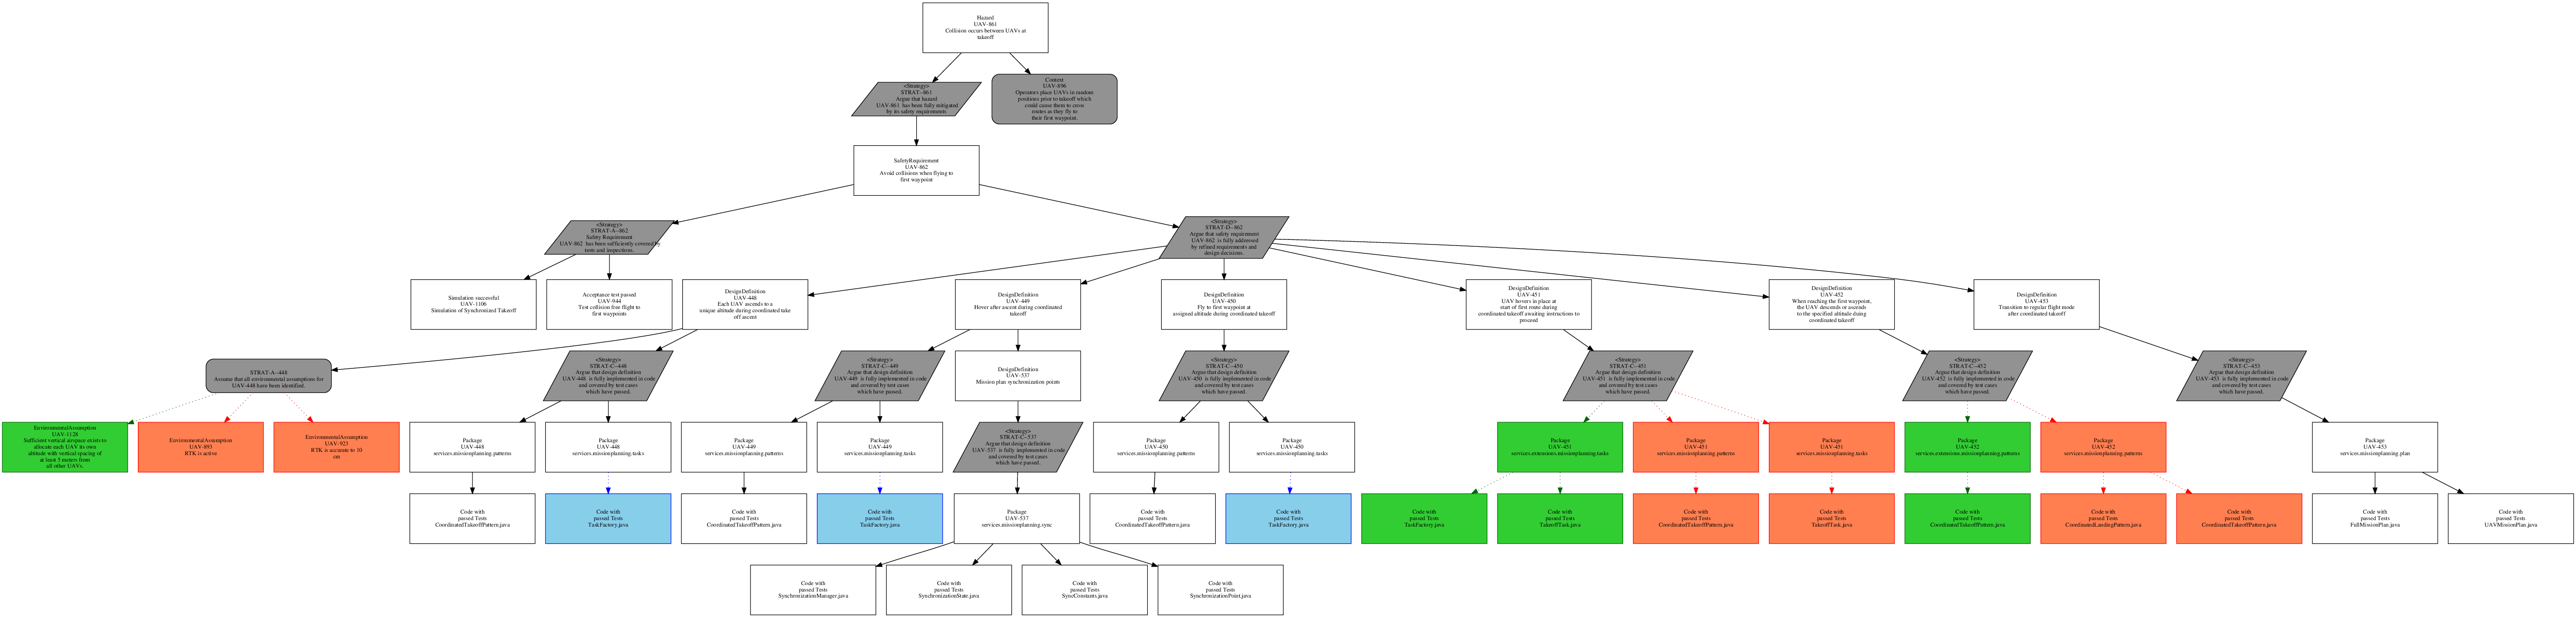 Hazard
UAV-861
Collision occurs between UAVs at
takeoff
<Strategy>
STRAT--861
Argue that hazard
UAV-861 has been fully mitigated
by its safety requirements
Context
UAV-896
Operators place UAVs in random
positions prior to takeoff which
could cause them to cross
routes as they fly to
their first waypoint.
SafetyRequirement
UAV-862
Avoid collisions when flying to
first waypoint
<Strategy>
STRAT-A--862
Safety Requirement
UAV-862 has been sufficiently covered by
tests and inspections.
<Strategy>
STRAT-D--862
Argue that safety requirement
UAV-862 is fully addressed
by refined requirements and
design decisions.
Simulation successful
UAV-1106
Simulation of Synchronized Takeoff
Acceptance test passed
UAV-944
Test collision free flight to
first waypoints
DesignDefinition
UAV-448
Each UAV ascends to a
unique altitude during coordinated take
off ascent
DesignDefinition
UAV-449
Hover after ascent during coordinated
takeoff
DesignDefinition
UAV-450
Fly to first waypoint at
assigned altitude during coordinated takeoff
DesignDefinition
UAV-451
UAV hovers in place at
start of first route during
coordinated takeoff awaiting instructions to
proceed
DesignDefinition
UAV-452
When reaching the first waypoint,
the UAV descends or ascends
to the specified altitude duing
coordinated takeoff
DesignDefinition
UAV-453
Transition to regular flight mode
after coordinated takeoff
STRAT-A--448
Assume that all environmental assumptions for
UAV-448 have been identified.
<Strategy>
STRAT-C--448
Argue that design definition
UAV-448 is fully implemented in code
and covered by test cases
which have passed.
<Strategy>
STRAT-C--449
Argue that design definition
UAV-449 is fully implemented in code
and covered by test cases
which have passed.
DesignDefinition
UAV-537
Mission plan synchronization points
<Strategy>
STRAT-C--450
Argue that design definition
UAV-450 is fully implemented in code
and covered by test cases
which have passed.
<Strategy>
STRAT-C--451
Argue that design definition
UAV-451 is fully implemented in code
and covered by test cases
which have passed.
<Strategy>
STRAT-C--452
Argue that design definition
UAV-452 is fully implemented in code
and covered by test cases
which have passed.
<Strategy>
STRAT-C--453
Argue that design definition
UAV-453 is fully implemented in code
and covered by test cases
which have passed.
EnvironmentalAssumption
UAV-1128
Sufficient vertical airspace exists to
allocate each UAV its own
altitude with vertical spacing of
at least 5 meters from
all other UAVs.
EnvironmentalAssumption
UAV-893
RTK is active
EnvironmentalAssumption
UAV-923
RTK is accurate to 10
cm
Package
UAV-448
services.missionplanning.patterns
Package
UAV-448
services.missionplanning.tasks
Package
UAV-449
services.missionplanning.patterns
Package
UAV-449
services.missionplanning.tasks
<Strategy>
STRAT-C--537
Argue that design definition
UAV-537 is fully implemented in code
and covered by test cases
which have passed.
Package
UAV-450
services.missionplanning.patterns
Package
UAV-450
services.missionplanning.tasks
Package
UAV-451
services.extensions.missionplanning.tasks
Package
UAV-451
services.missionplanning.patterns
Package
UAV-451
services.missionplanning.tasks
Package
UAV-452
services.extensions.missionplanning.patterns
Package
UAV-452
services.missionplanning.patterns
Package
UAV-453
services.missionplanning.plan
Code with
passed Tests
CoordinatedTakeoffPattern.java
Code with
passed Tests
TaskFactory.java
Code with
passed Tests
CoordinatedTakeoffPattern.java
Code with
passed Tests
TaskFactory.java
Package
UAV-537
services.missionplanning.sync
Code with
passed Tests
CoordinatedTakeoffPattern.java
Code with
passed Tests
TaskFactory.java
Code with
passed Tests
TaskFactory.java
Code with
passed Tests
TakeoffTask.java
Code with
passed Tests
CoordinatedTakeoffPattern.java
Code with
passed Tests
TakeoffTask.java
Code with
passed Tests
CoordinatedTakeoffPattern.java
Code with
passed Tests
CoordinatedLandingPattern.java
Code with
passed Tests
CoordinatedTakeoffPattern.java
Code with
passed Tests
FullMissionPlan.java
Code with
passed Tests
UAVMissionPlan.java
Code with
passed Tests
SynchronizationManager.java
Code with
passed Tests
SynchronizationState.java
Code with
passed Tests
SyncConstants.java
Code with
passed Tests
SynchronizationPoint.java